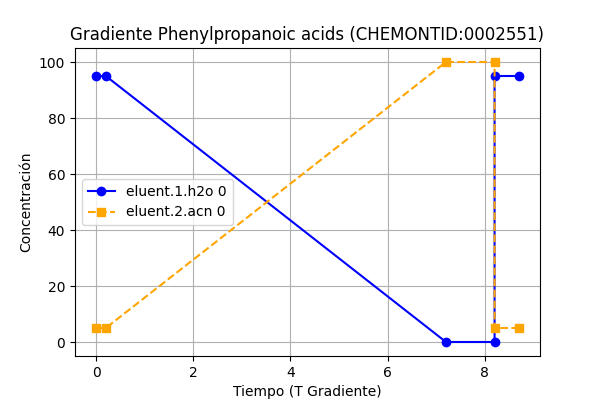 Gradiente Phenylpropanoic acids (CHEMONTID:0002551)
100
80
60
40
20
0
Concentración
eluent.1.h2o 0
eluent.2.acn 0
0
2
4
6
8
Tiempo (T Gradiente)